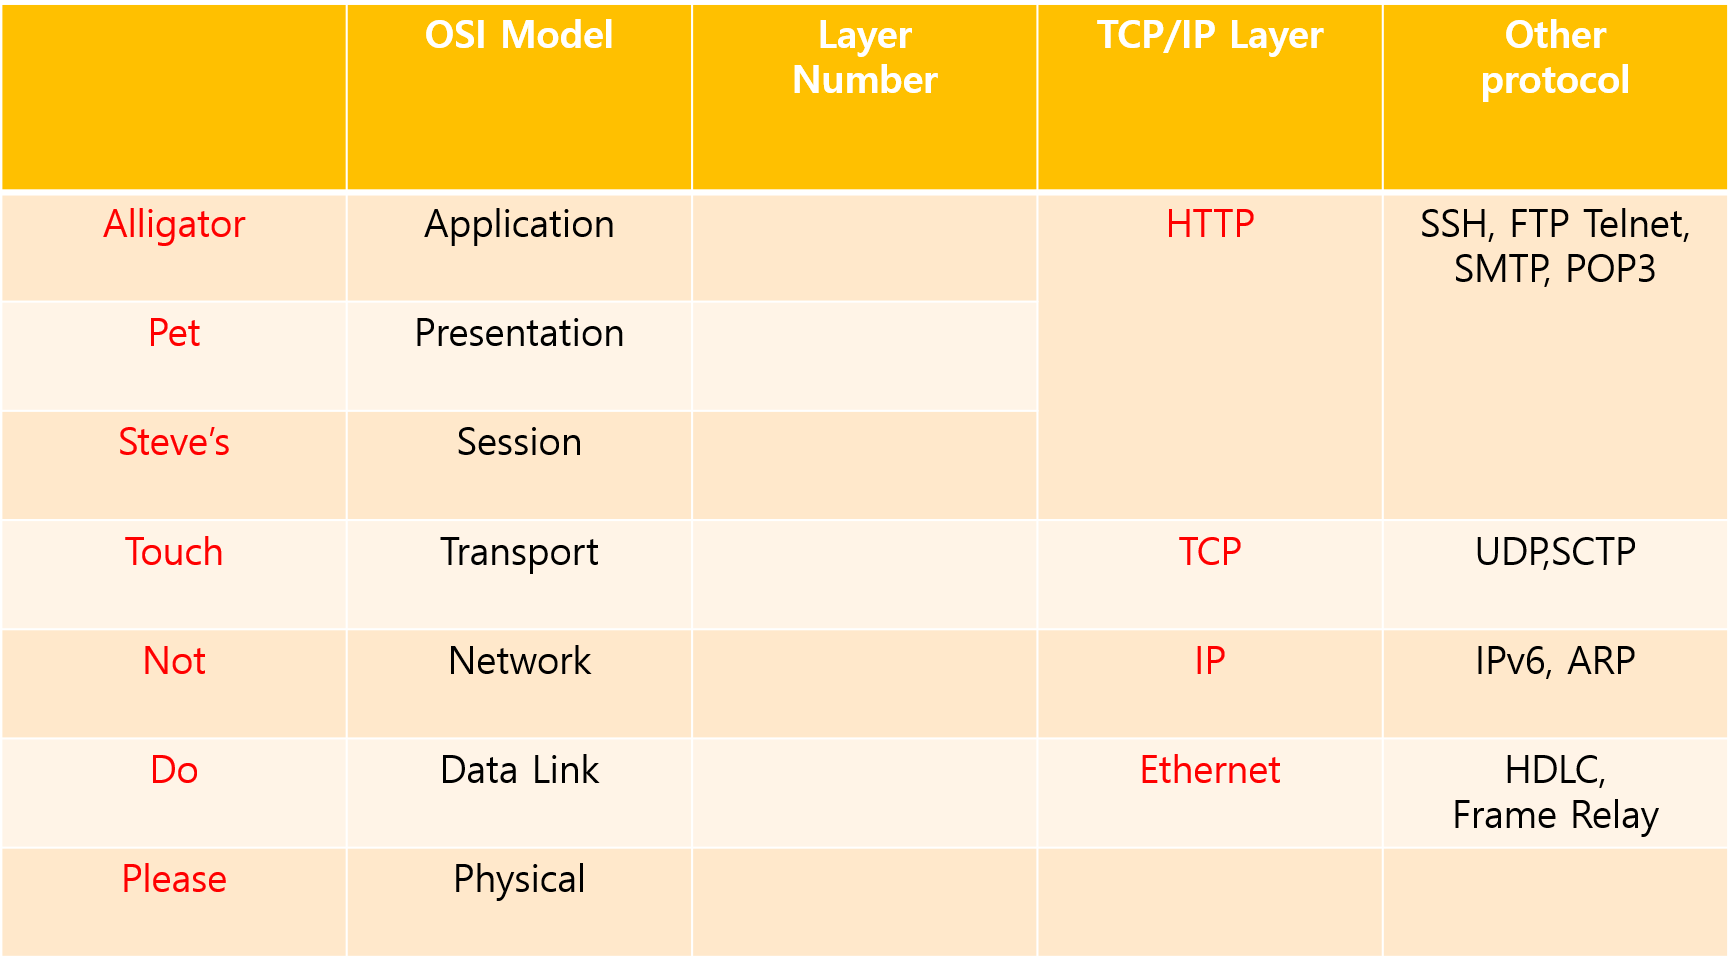 OSI Model
Layer
Number
TCP/IP Layer
Other
protocol
Alligator
Application
HTTP
SSH, FTP Telnet,
SMTP, POP3
Pet
Presentation
Steve’s
Session
Touch
Transport
TCP
UDP,SCTP
Not
Network
IP
IPv6, ARP
Do
Data Link
Ethernet
HDLC,
Frame Relay
Please
Physical